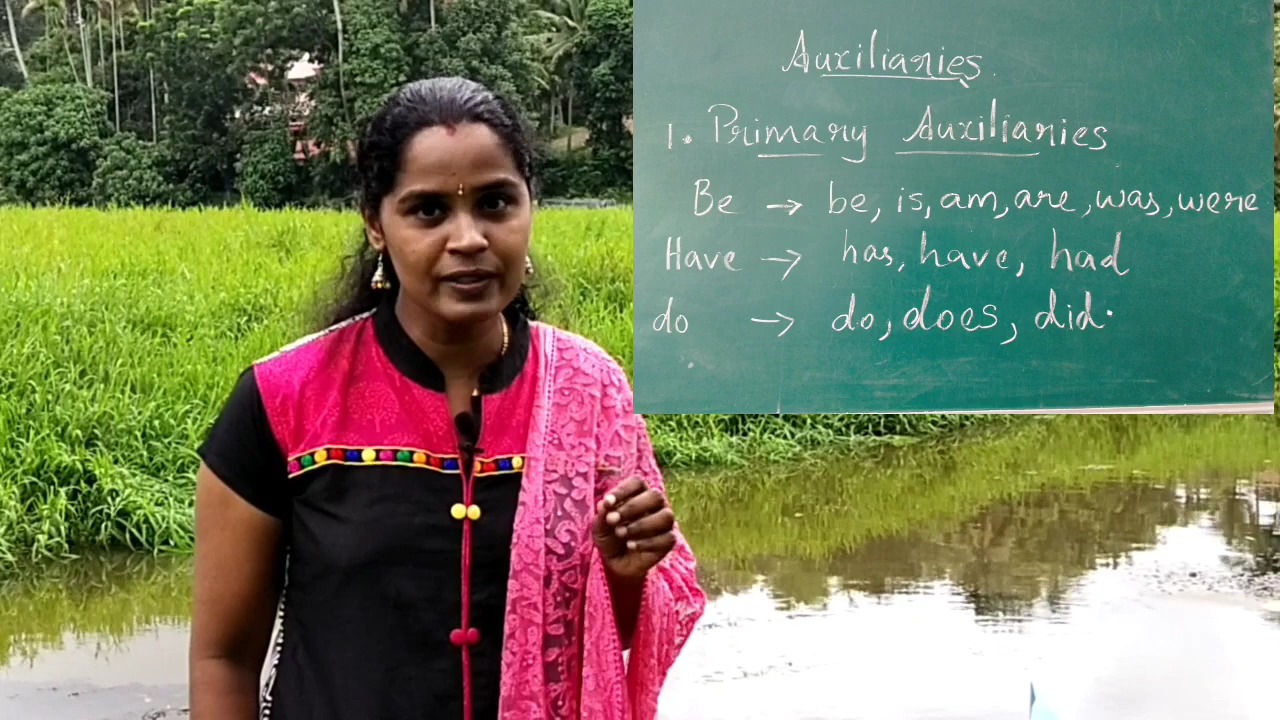 Auxiliaries.
1. Primary Auxiliaries
Be → be, is, am, are, was, were
Have → has, have, had
do → do, does, did.